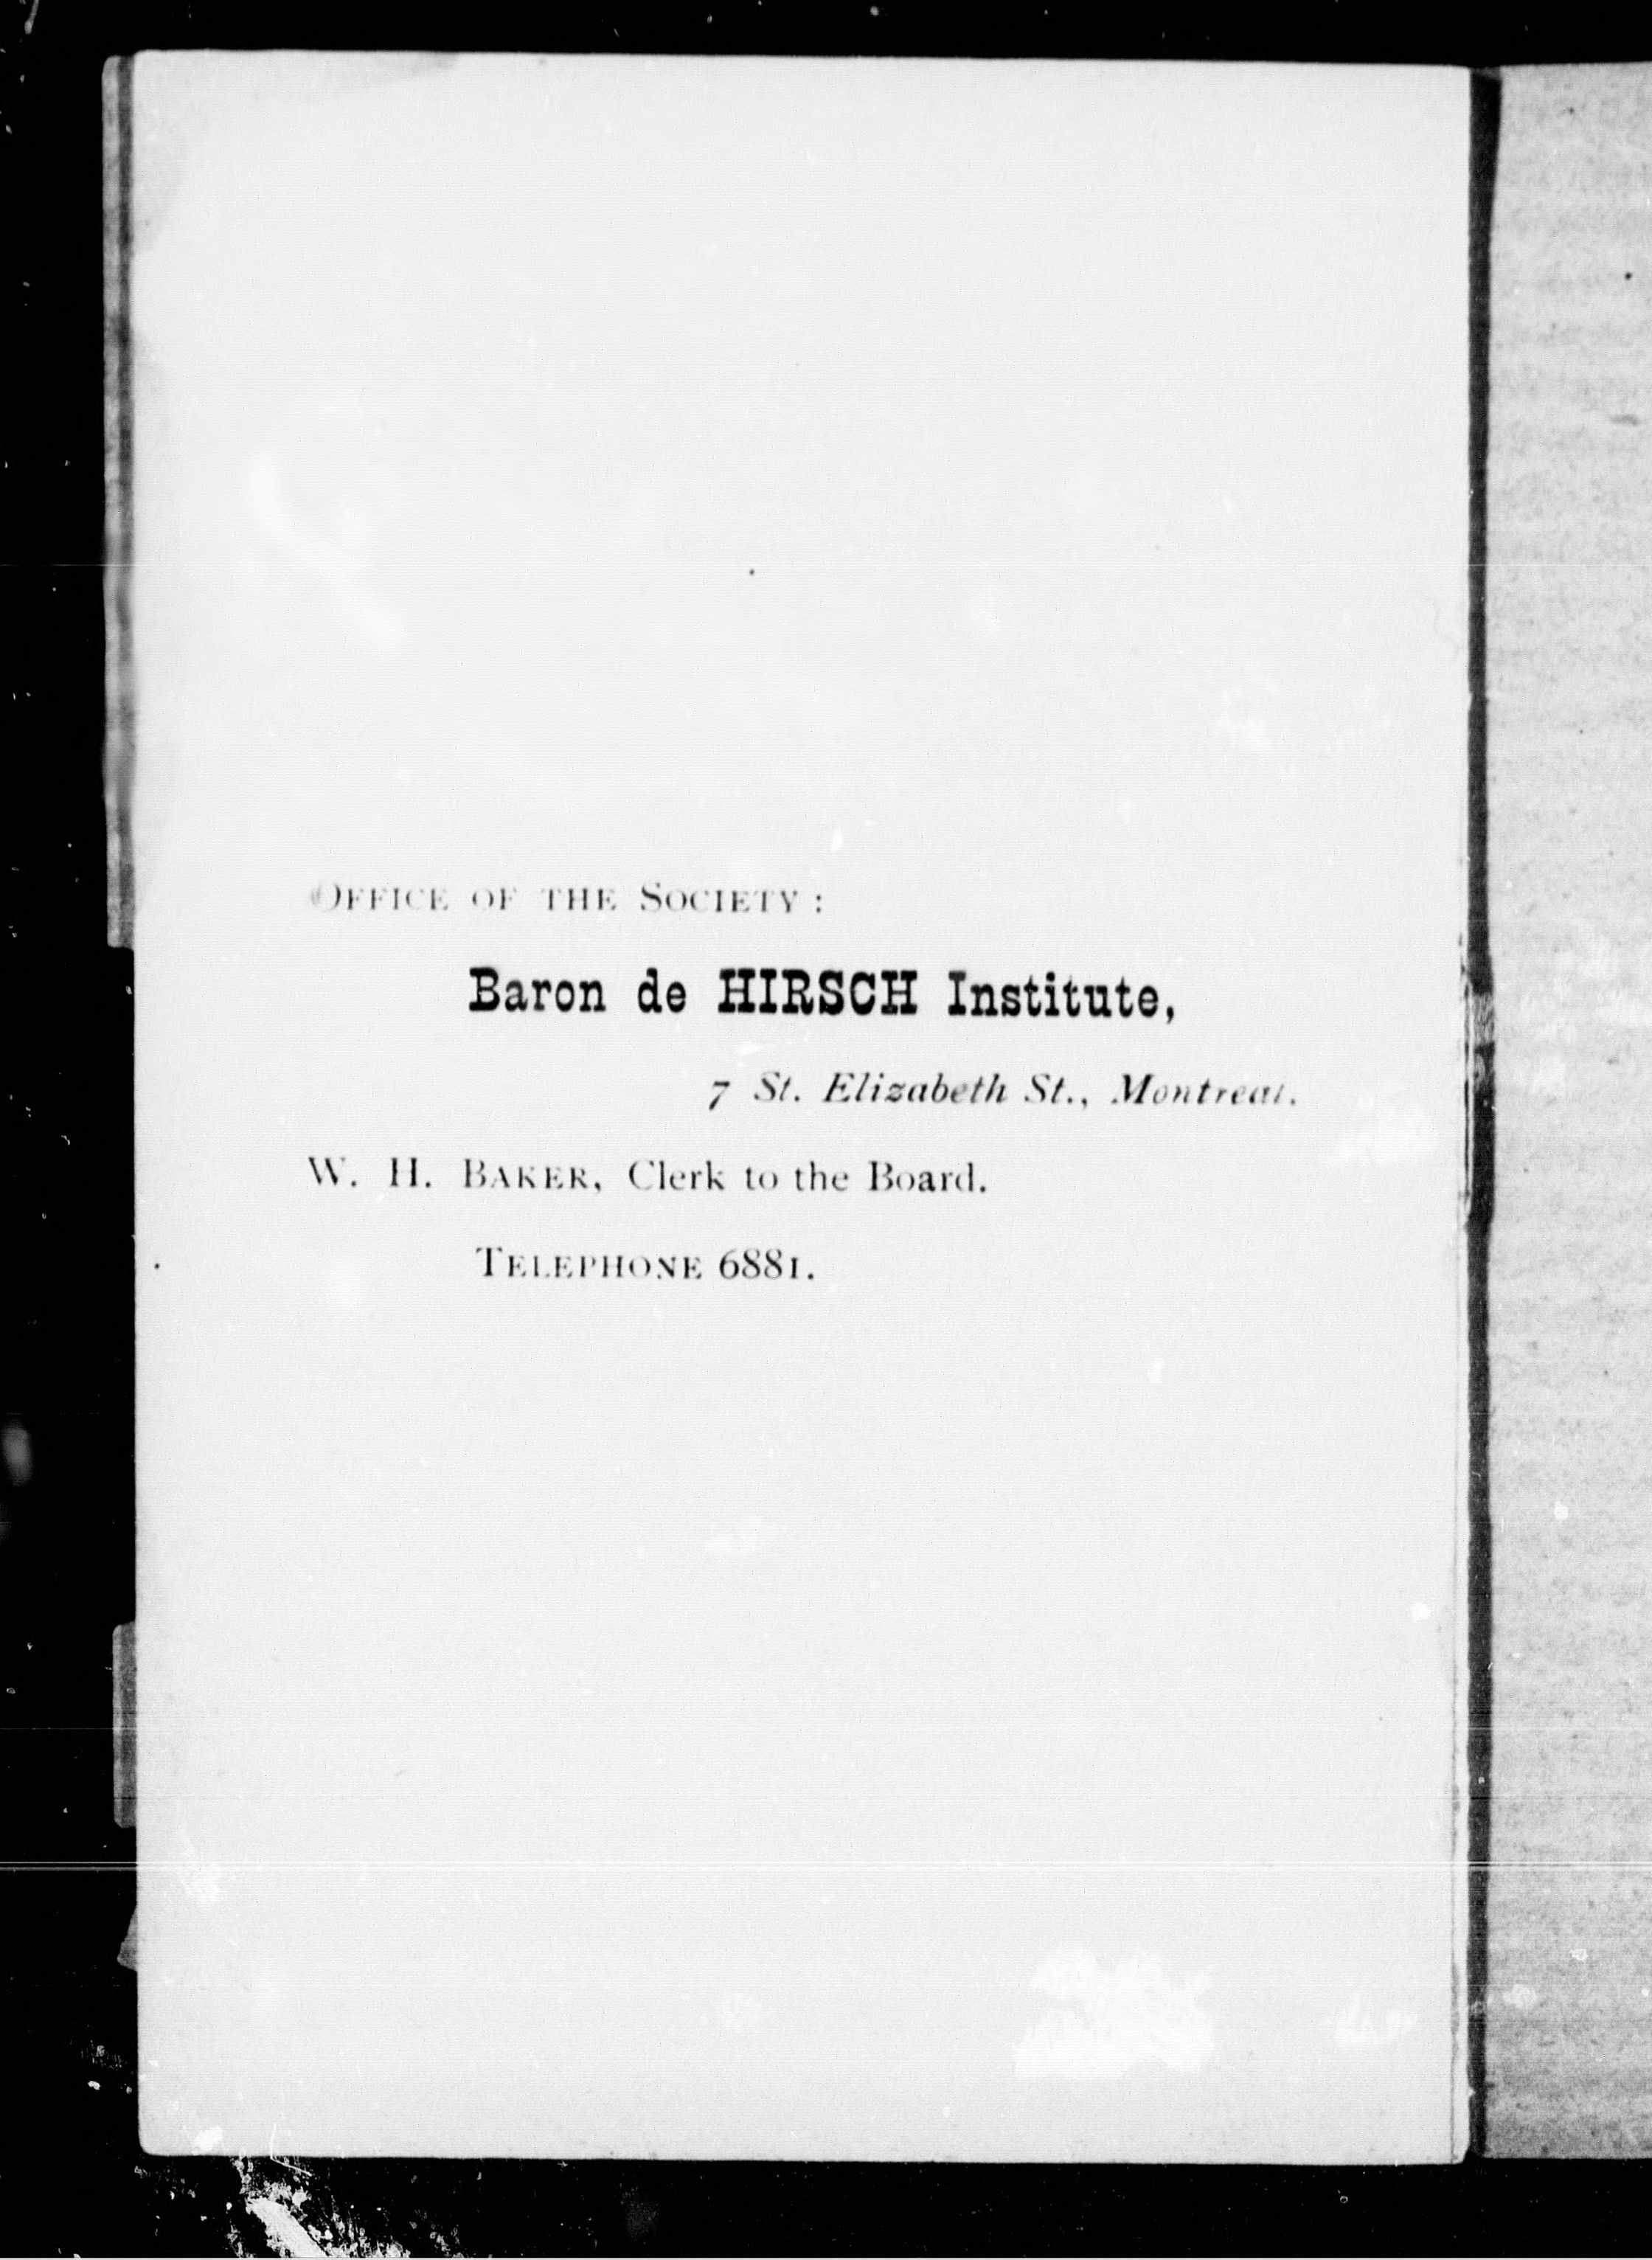 OFFICE OF THE SOCIETY :
Baron de HIRSCH Institute,
7 St. Elizabeth St., Montreal.
W. H. BAKER, Clerk to the Board.
TELEPHONE 6881.